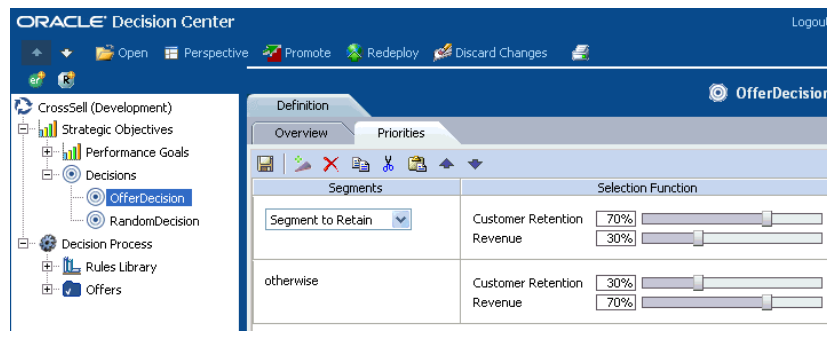 ORACLE Decision Center
Logout
Open Perspective Promote Redeploy Discard Changes
CrossSell (Development)
Strategic Objectives
Performance Goals
Decisions
OfferDecision
RandomDecision
Decision Process
Rules Library
Offers
Definition
OfferDecision
Overview Priorities
Segments Selection Function
Segment to Retain
Customer Retention 70%
Revenue 30%
otherwise
Customer Retention 30%
Revenue 70%